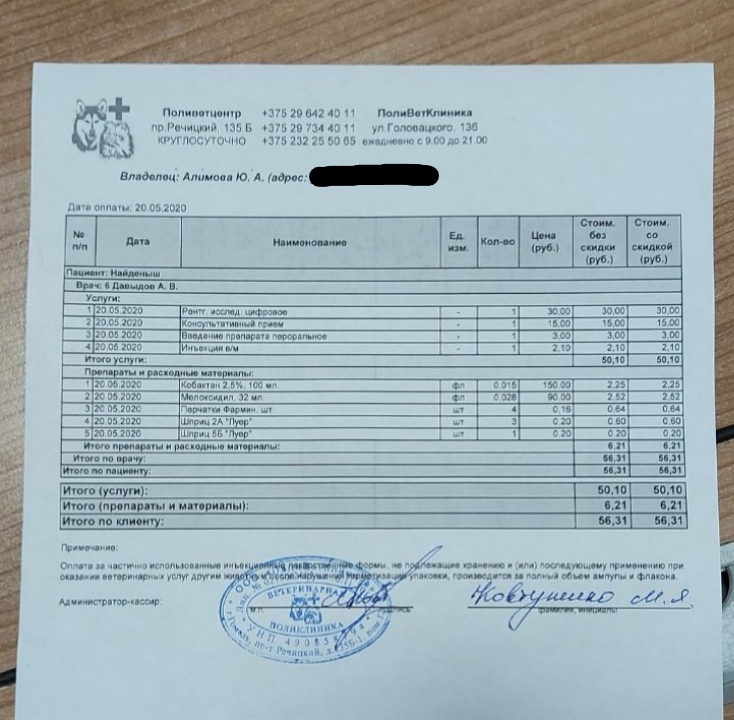 Поливетцентр +375 29 642 40 11 ПолиВетКлиника
пр.Речицкий, 135 Б +375 29 734 40 11 ул.Головацкого, 136
КРУГЛОСУТОЧНО +375 232 25 50 65 ежедневно с 9.00 до 21.00
Владелец: Алимова Ю. А. (адрес:
Дата оплаты: 20.05.2020
№ п/п Дата Наименование Ед. изм. Кол-во Цена (руб.) Стоим. без скидки (руб.) Стоим. со скидкой (руб.)
Пациент: Найденыш
Врач: 6 Давыдов А. В.
Услуги:
1 20.05.2020 Рентг. исслед. цифровое - 1 30,00 30,00 30,00
2 20.05.2020 Консультативный прием - 1 15,00 15,00 15,00
3 20.05.2020 Введение препарата пероральное - 1 3,00 3,00 3,00
4 20.05.2020 Инъекция в/м - 1 2,10 2,10 2,10
Итого услуги: 50,10 50,10
Препараты и расходные материалы:
1 20.05.2020 Кобактан 2,5%, 100 мл. фл 0,015 150,00 2,25 2,25
2 20.05.2020 Мелоксидил, 32 мл. фл 0,028 90,00 2,52 2,52
3 20.05.2020 Перчатки Фармин. шт шт 4 0,16 0,64 0,64
4 20.05.2020 Шприц 2А "Луер" шт 3 0,20 0,60 0,60
5 20.05.2020 Шприц 5Б "Луер" шт 1 0,20 0,20 0,20
Итого препараты и расходные материалы: 6,21 6,21
Итого по врачу: 56,31 56,31
Итого по пациенту: 56,31 56,31
Итого (услуги): 50,10 50,10
Итого (препараты и материалы): 6,21 6,21
Итого по клиенту: 56,31 56,31
Примечание:
Оплата за частично использованные инъекционные лекарственные формы, не подлежащие хранению и (или) последующему применению при
оказании ветеринарных услуг другим животным после нарушения герметизации упаковки, производится за полный объем ампулы и флакона.
Администратор-кассир: М.П. подпись Ковтуненко М.Я.
фамилия, инициалы
ВЕТЕРИНАРНАЯ
ПОЛИКЛИНИКА